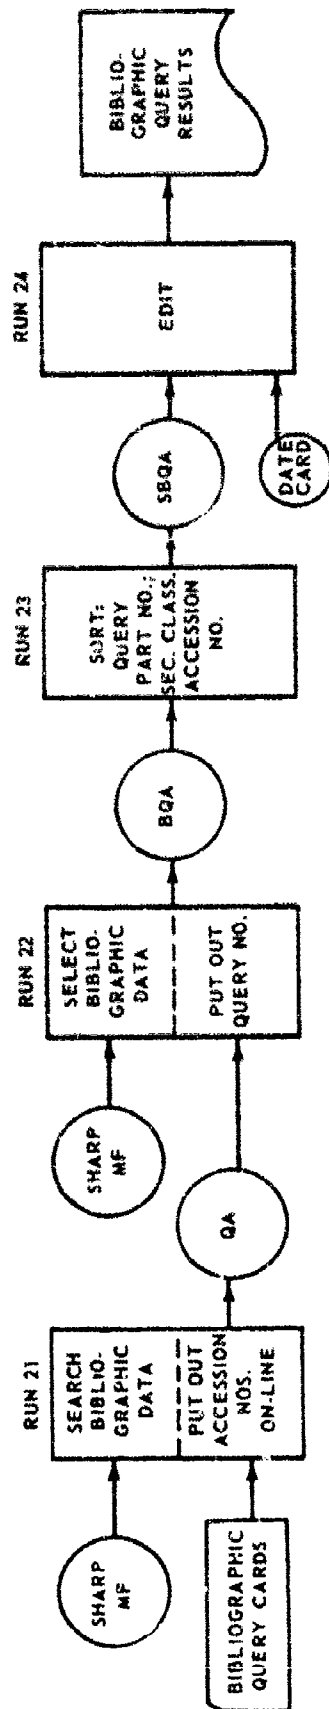 SHARP
MF
BIBLIOGRAPHIC
QUERY CARDS
RUN 21
SEARCH
BIBLIO-
GRAPHIC
DATA
PUT OUT
ACCESSION
NOS.
ON-LINE
QA
SHARP
MF
RUN 22
SELECT
BIBLIO-
GRAPHIC
DATA
PUT OUT
QUERY NO.
BQA
RUN 23
SORT:
QUERY
PART NO.;
SEC. CLASS.
ACCESSION
NO.
SBQA
DATE
CARD
RUN 24
EDIT
BIBLIO-
GRAPHIC
QUERY
RESULTS